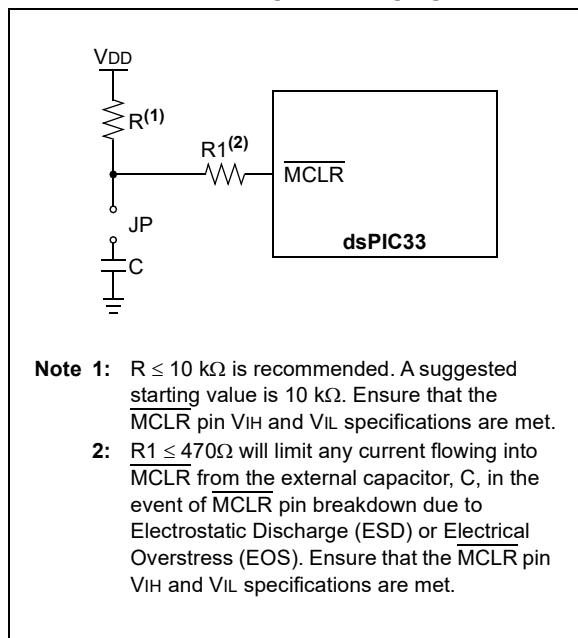 VDD
R(1)
R1(2)
MCLR
JP
dsPIC33
C
Note 1: R ≤ 10 kΩ is recommended. A suggested
starting value is 10 kΩ. Ensure that the
MCLR pin VIH and VIL specifications are met.
2: R1 ≤ 470Ω will limit any current flowing into
MCLR from the external capacitor, C, in the
event of MCLR pin breakdown due to
Electrostatic Discharge (ESD) or Electrical
Overstress (EOS). Ensure that the MCLR pin
VIH and VIL specifications are met.